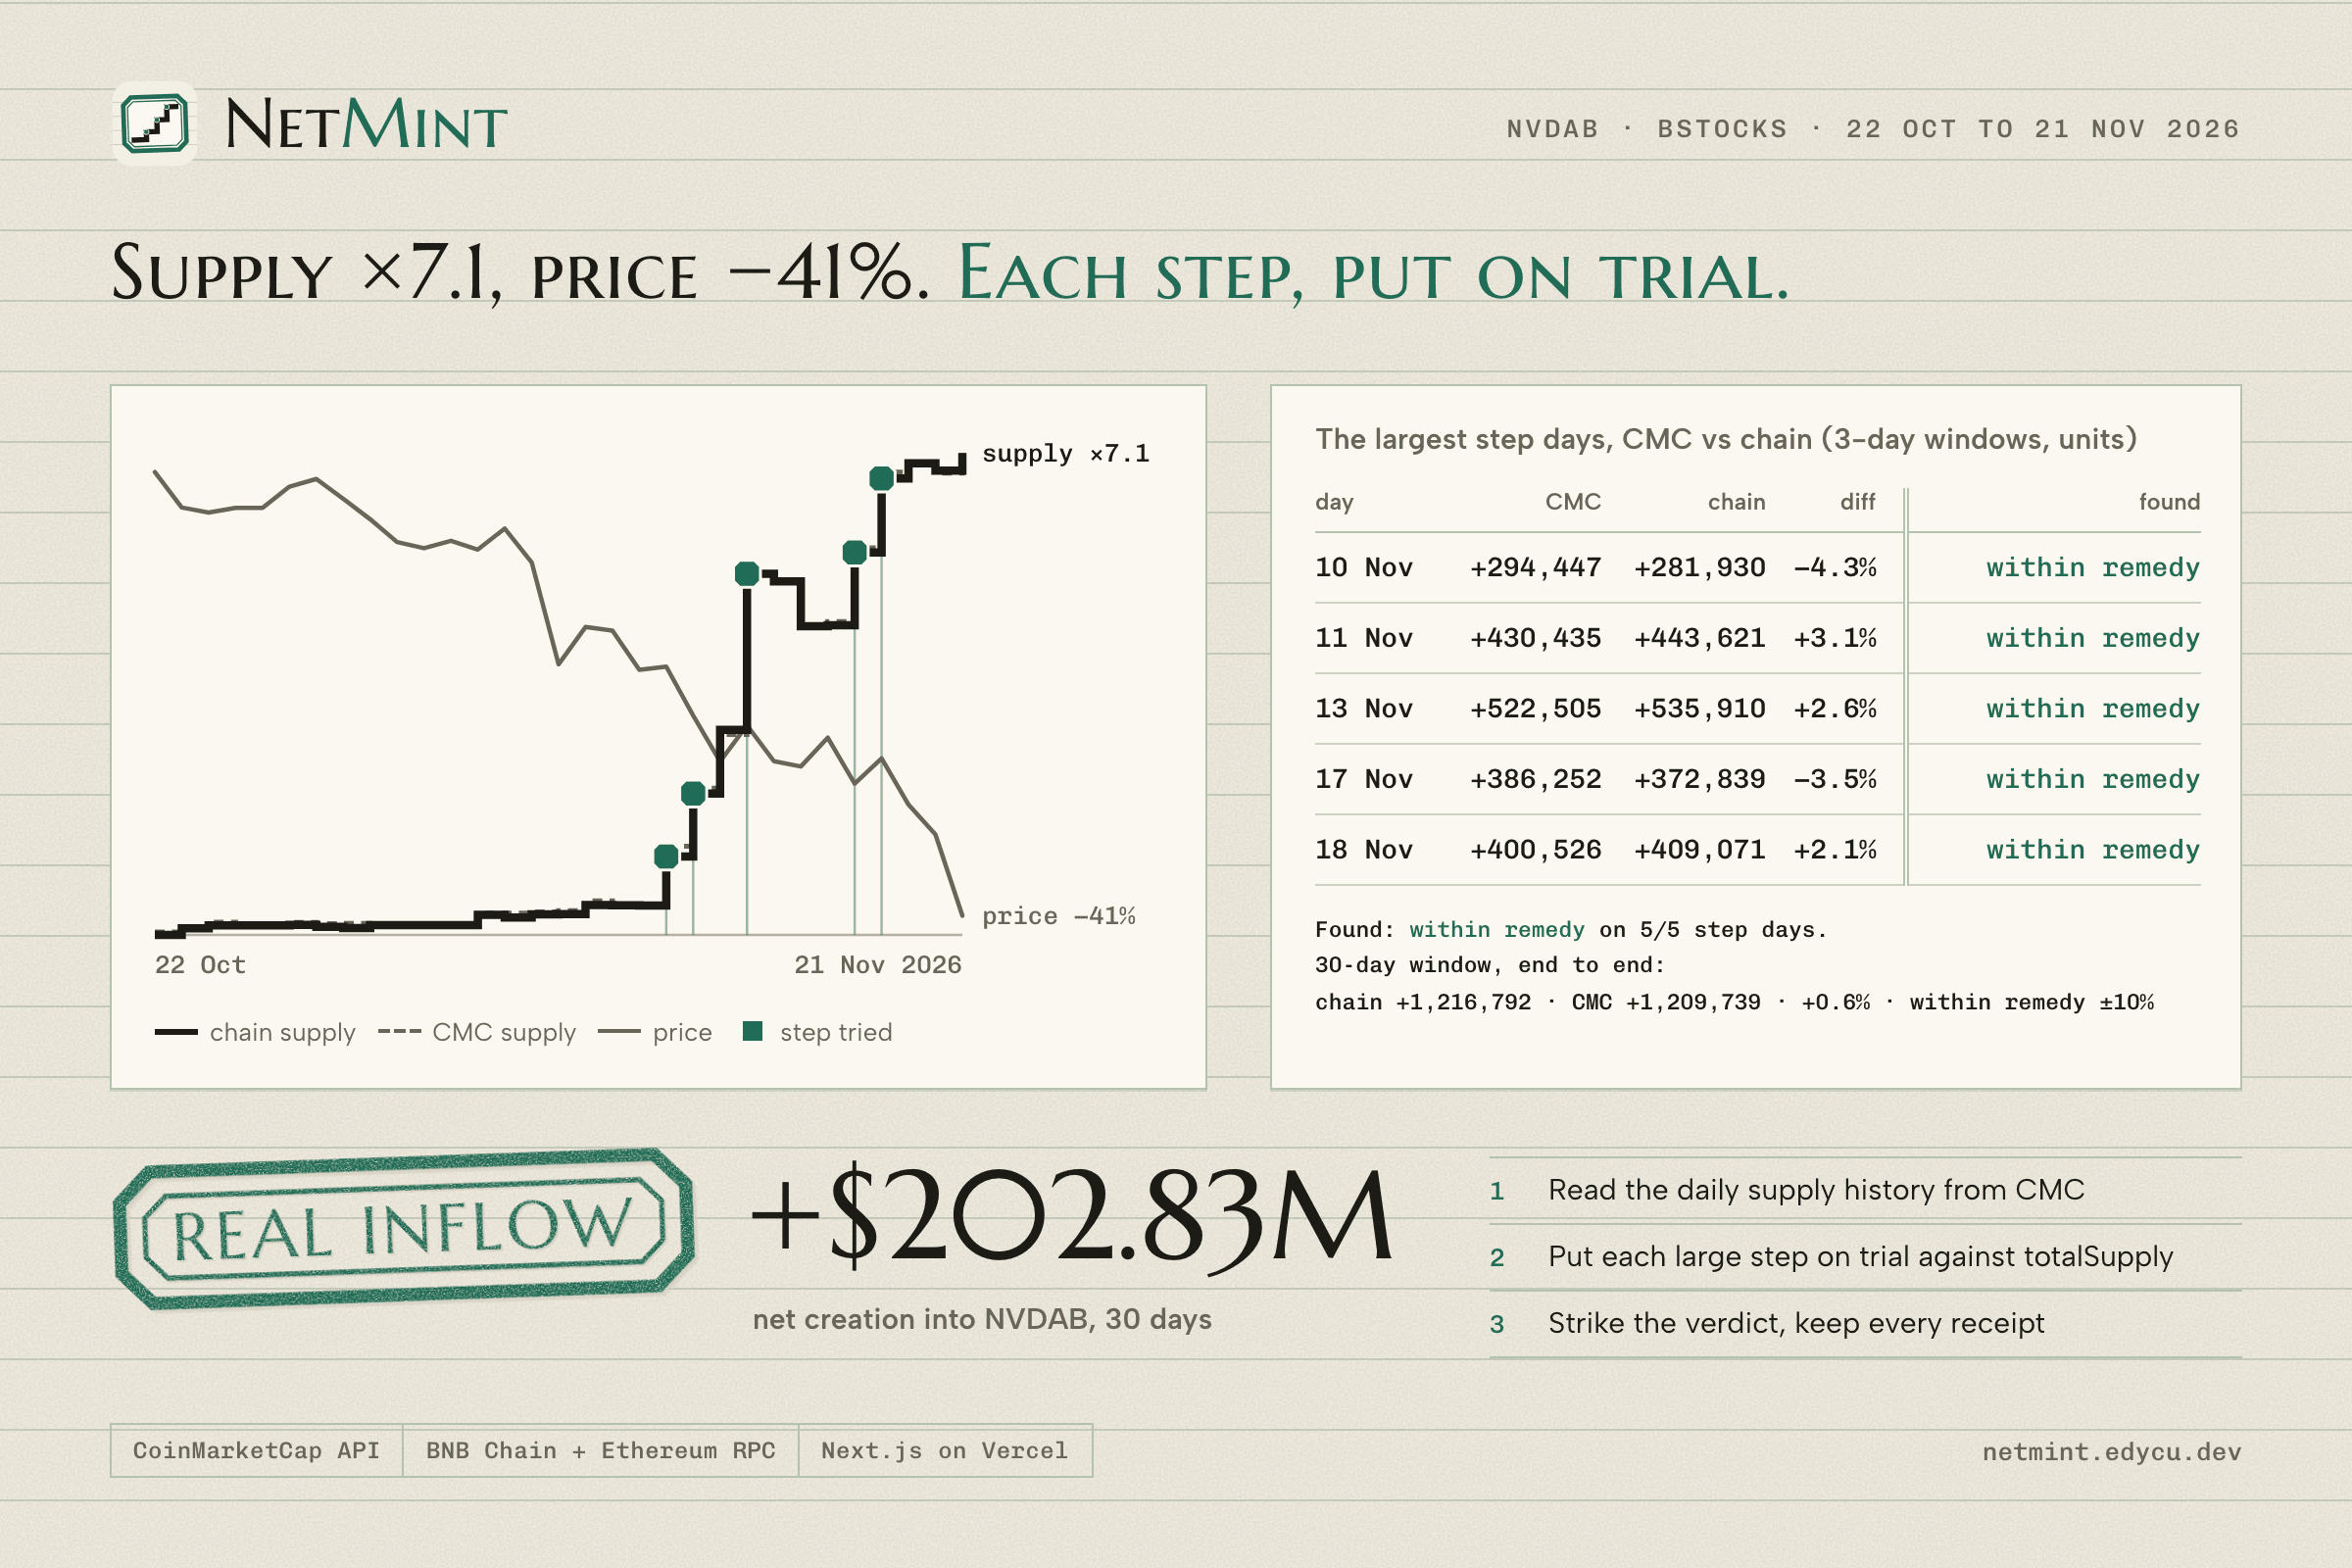 NetMint
NVDAB · BSTOCKS · 22 OCT TO 21 NOV 2026
Supply ×7.1, price −41%. Each step, put on trial.
supply ×7.1
price −41%
22 Oct
21 Nov 2026
chain supply
CMC supply
price
step tried
The largest step days, CMC vs chain (3-day windows, units)
day CMC chain diff found
10 Nov +294,447 +281,930 −4.3% within remedy
11 Nov +430,435 +443,621 +3.1% within remedy
13 Nov +522,505 +535,910 +2.6% within remedy
17 Nov +386,252 +372,839 −3.5% within remedy
18 Nov +400,526 +409,071 +2.1% within remedy
Found: within remedy on 5/5 step days.
30-day window, end to end:
chain +1,216,792 · CMC +1,209,739 · +0.6% · within remedy ±10%
REAL INFLOW
+$202.83M
net creation into NVDAB, 30 days
1 Read the daily supply history from CMC
2 Put each large step on trial against totalSupply
3 Strike the verdict, keep every receipt
CoinMarketCap API
BNB Chain + Ethereum RPC
Next.js on Vercel
netmint.edycu.dev